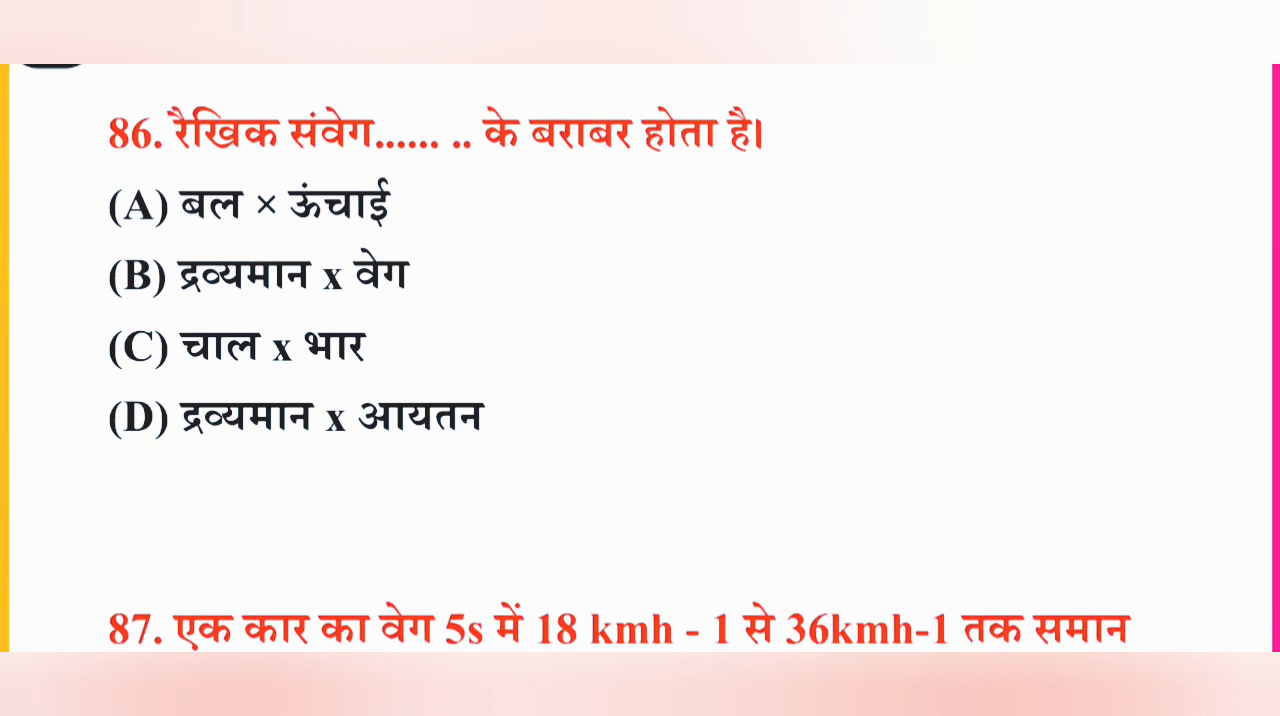 86. रैखिक संवेग...... .. के बराबर होता है।
(A) बल × ऊंचाई
(B) द्रव्यमान x वेग
(C) चाल x भार
(D) द्रव्यमान x आयतन
87. एक कार का वेग 5s में 18 kmh - 1 से 36kmh-1 तक समान